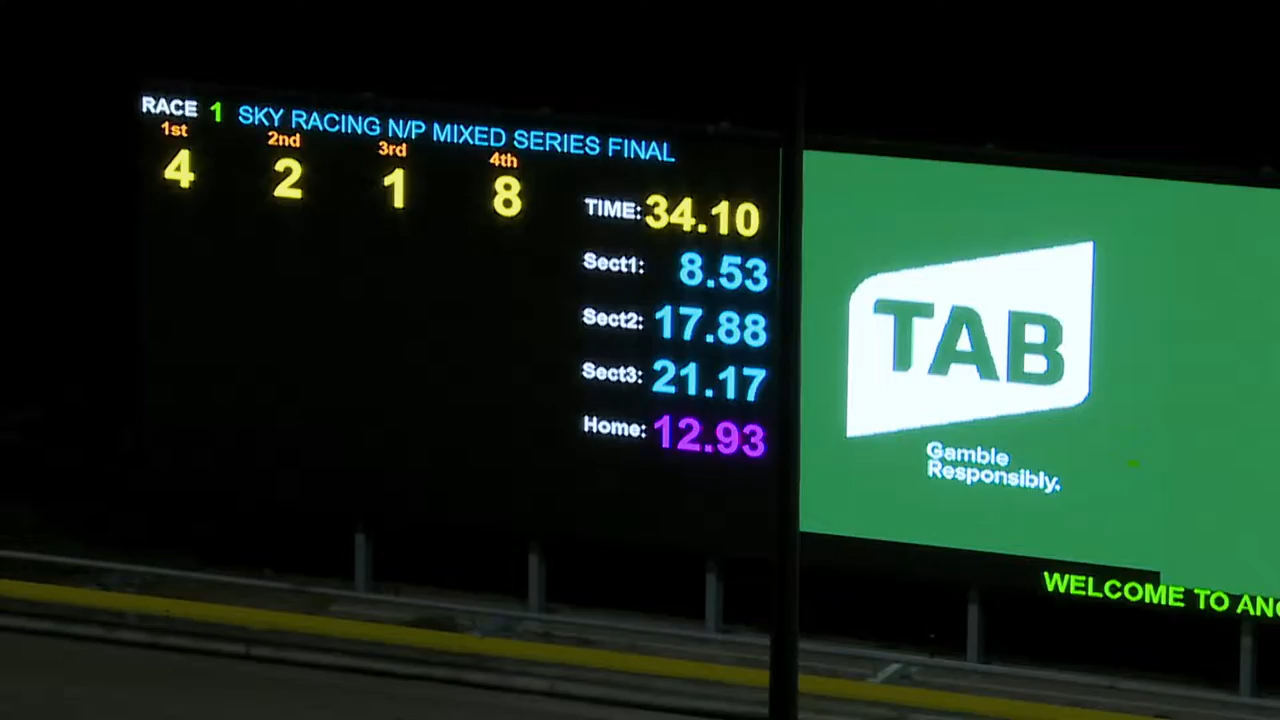 RACE 1 SKY RACING N/P MIXED SERIES FINAL
1st 2nd 3rd 4th
4 2 1 8
TIME: 34.10
Sect1: 8.53
Sect2: 17.88
Sect3: 21.17
Home: 12.93
TAB
Gamble
Responsibly.
WELCOME TO